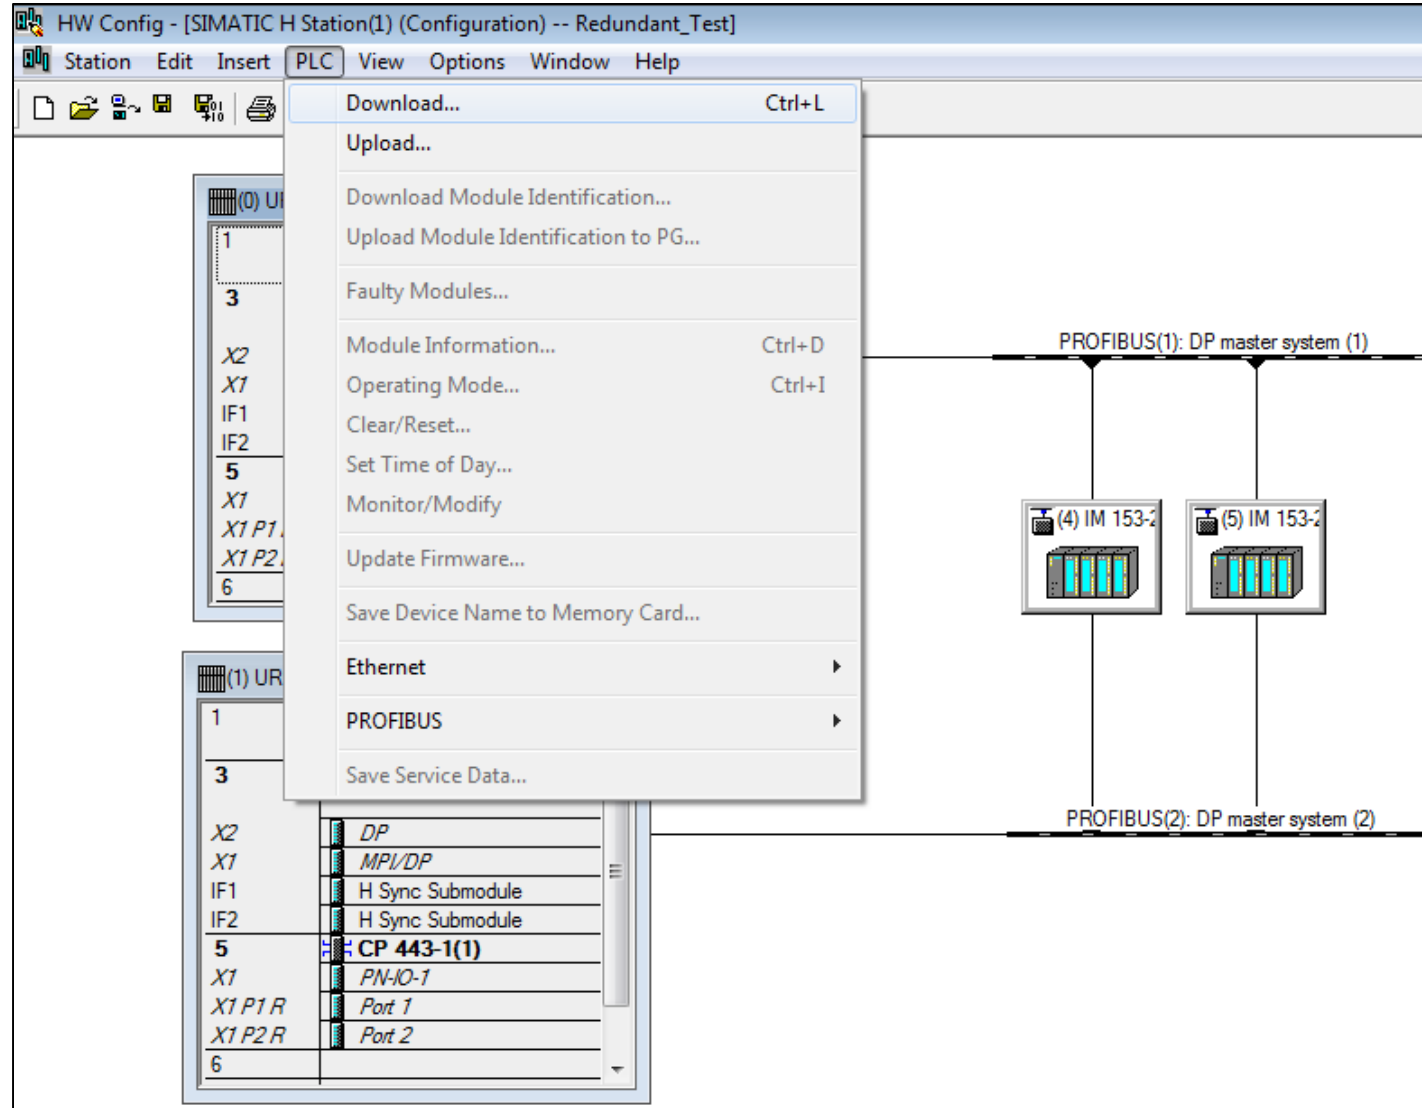 HW Config - [SIMATIC H Station(1) (Configuration) -- Redundant_Test]
Station Edit Insert PLC View Options Window Help
Download... Ctrl+L
Upload...
Download Module Identification...
Upload Module Identification to PG...
Faulty Modules...
Module Information... Ctrl+D
Operating Mode... Ctrl+I
Clear/Reset...
Set Time of Day...
Monitor/Modify
Update Firmware...
Save Device Name to Memory Card...
Ethernet
PROFIBUS
Save Service Data...
(0)
1
3
X2
X1
IF1
IF2
5
X1
X1 P1
X1 P2
6
(1) UR
1
3
X2 DP
X1 MPI/DP
IF1 H Sync Submodule
IF2 H Sync Submodule
5 CP 443-1(1)
X1 PN-IO-1
X1 P1 R Port 1
X1 P2 R Port 2
6
PROFIBUS(1): DP master system (1)
(4) IM 153-2
(5) IM 153-2
PROFIBUS(2): DP master system (2)